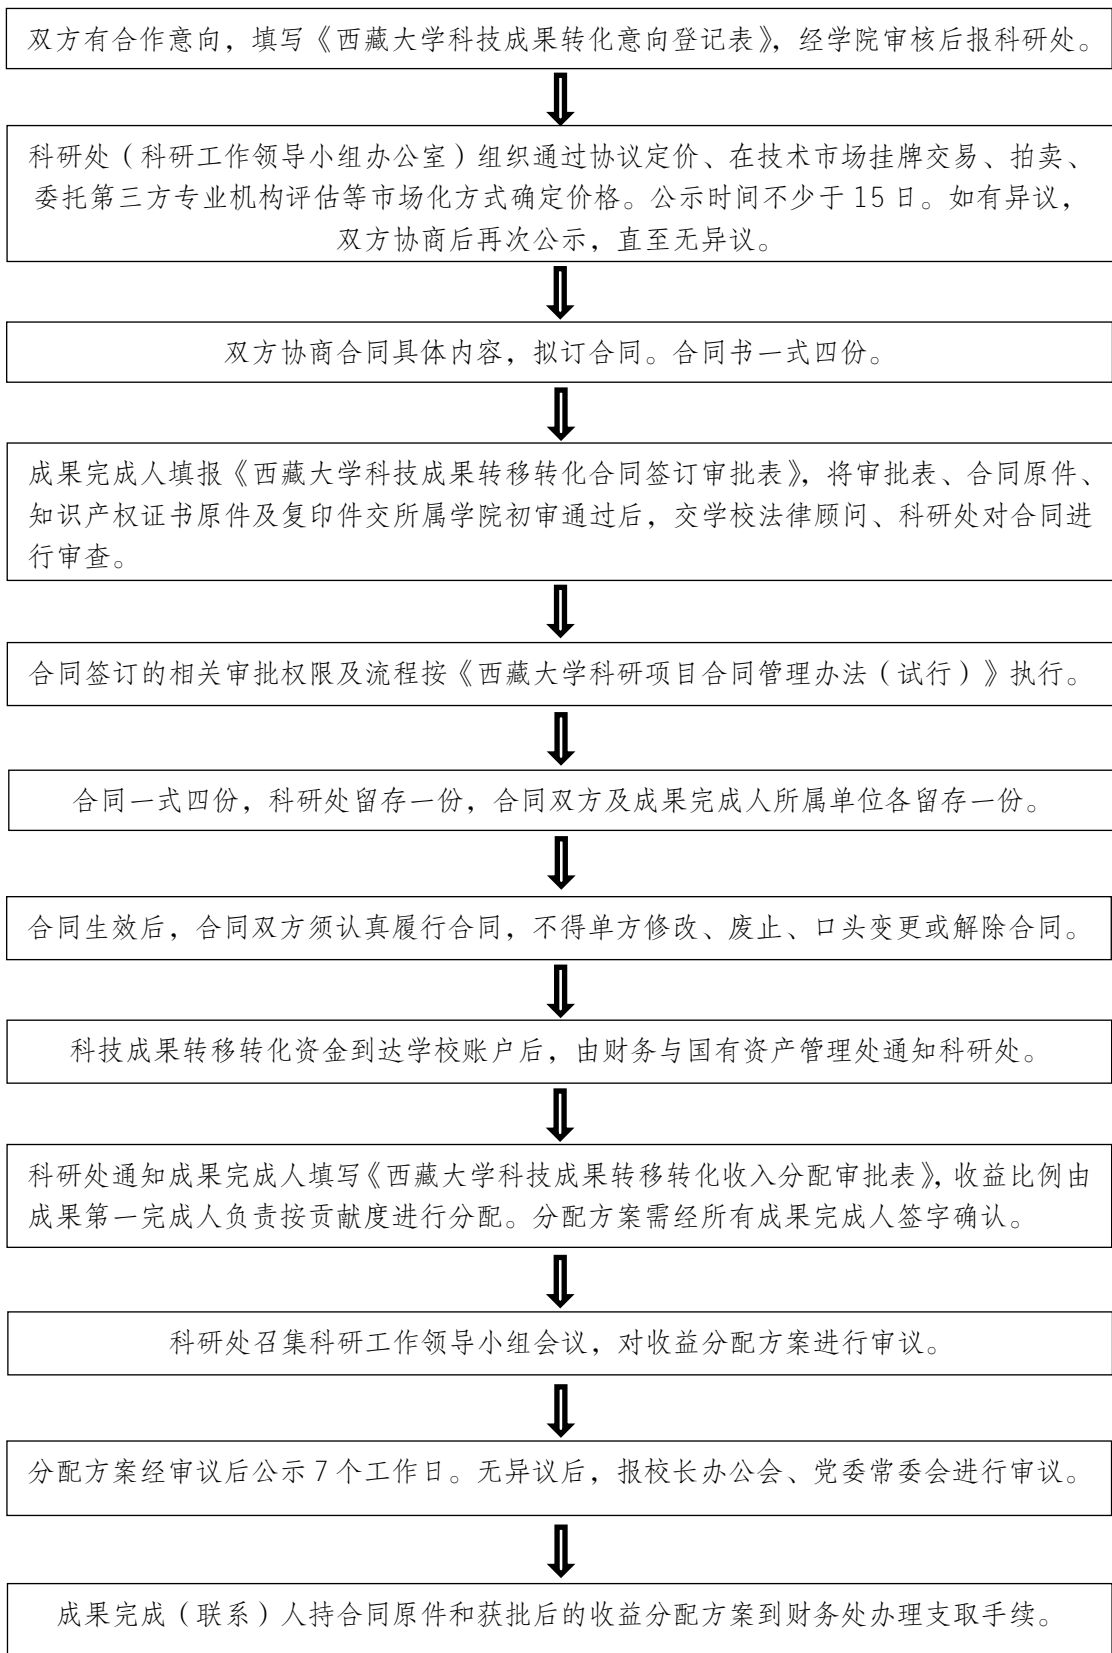 双方有合作意向，填写《西藏大学科技成果转化意向登记表》，经学院审核后报科研处。
科研处（科研工作领导小组办公室）组织通过协议定价、在技术市场挂牌交易、拍卖、
委托第三方专业机构评估等市场化方式确定价格。公示时间不少于 15 日。如有异议，
双方协商后再次公示，直至无异议。
双方协商合同具体内容，拟订合同。合同书一式四份。
成果完成人填报《西藏大学科技成果转移转化合同签订审批表》，将审批表、合同原件、
知识产权证书原件及复印件交所属学院初审通过后，交学校法律顾问、科研处对合同进
行审查。
合同签订的相关审批权限及流程按《西藏大学科研项目合同管理办法（试行）》执行。
合同一式四份，科研处留存一份，合同双方及成果完成人所属单位各留存一份。
合同生效后，合同双方须认真履行合同，不得单方修改、废止、口头变更或解除合同。
科技成果转移转化资金到达学校账户后，由财务与国有资产管理处通知科研处。
科研处通知成果完成人填写《西藏大学科技成果转移转化收入分配审批表》，收益比例由
成果第一完成人负责按贡献度进行分配。分配方案需经所有成果完成人签字确认。
科研处召集科研工作领导小组会议，对收益分配方案进行审议。
分配方案经审议后公示 7 个工作日。无异议后，报校长办公会、党委常委会进行审议。
成果完成（联系）人持合同原件和获批后的收益分配方案到财务处办理支取手续。